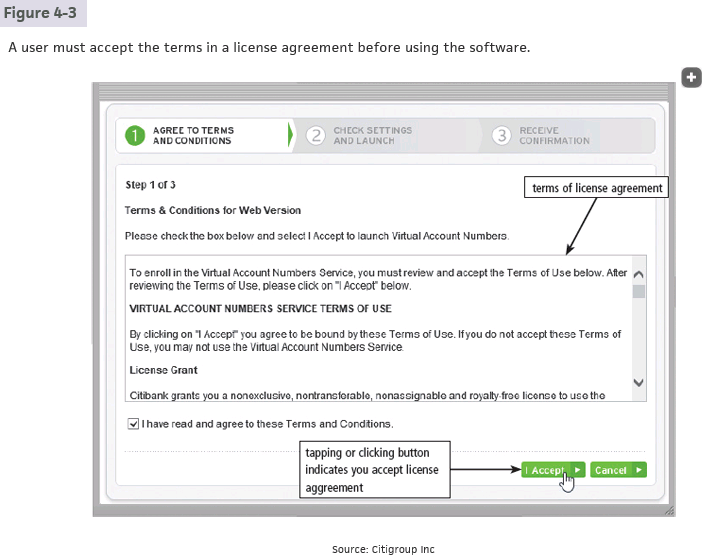 Figure 4-3
A user must accept the terms in a license agreement before using the software.
1 AGREE TO TERMS
AND CONDITIONS
2 CHECK SETTINGS
AND LAUNCH
3 RECEIVE
CONFIRMATION
Step 1 of 3
terms of license agreement
Terms & Conditions for Web Version
Please check the box below and select I Accept to launch Virtual Account Numbers.
To enroll in the Virtual Account Numbers Service, you must review and accept the Terms of Use below. After
reviewing the Terms of Use, please click on "I Accept" below.
VIRTUAL ACCOUNT NUMBERS SERVICE TERMS OF USE
By clicking on "I Accept" you agree to be bound by these Terms of Use. If you do not accept these Terms of
Use, you may not use the Virtual Account Numbers Service.
License Grant
Citibank grants you a nonexclusive, nontransferable, nonassignable and royalty-free license to use the
I have read and agree to these Terms and Conditions.
tapping or clicking button
indicates you accept license
aggreement
I Accept
Cancel
Source: Citigroup Inc